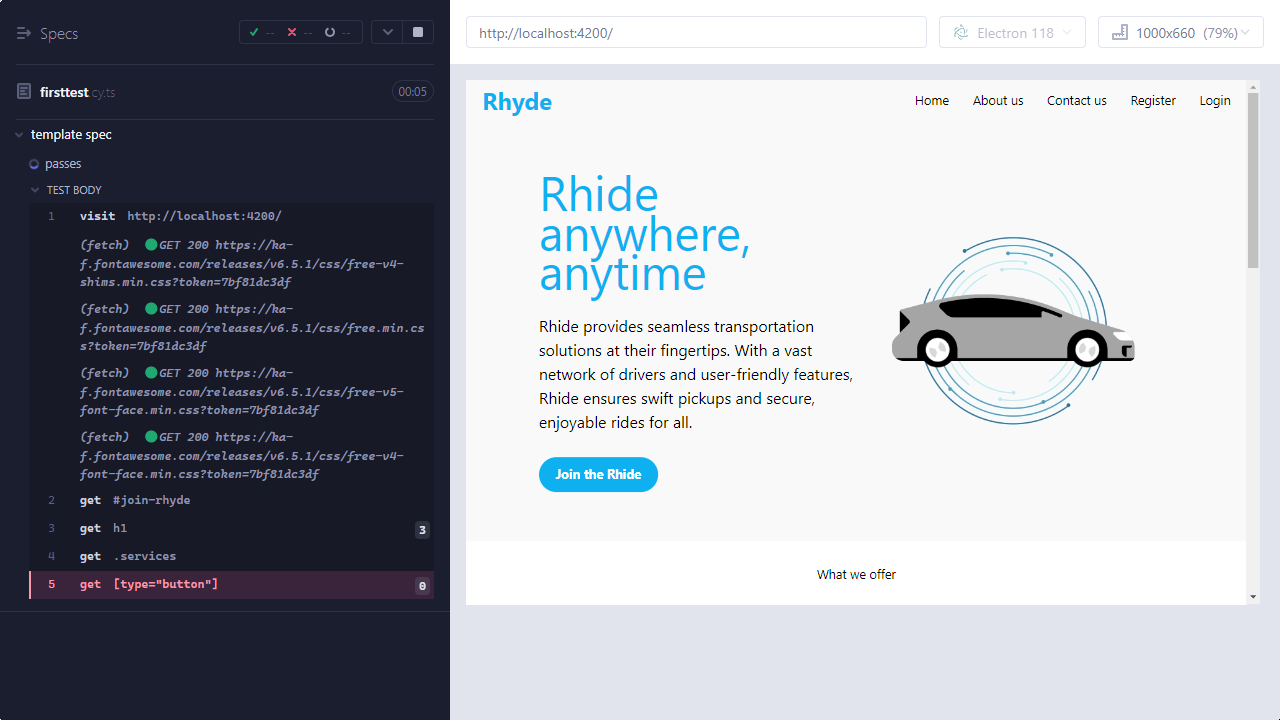 Specs
--
--
--
firsttest.cy.ts
00:05
template spec
passes
TEST BODY
1 visit http://localhost:4200/
(fetch) GET 200 https://ka-
f.fontawesome.com/releases/v6.5.1/css/free-v4-
shims.min.css?token=7bf81dc3df
(fetch) GET 200 https://ka-
f.fontawesome.com/releases/v6.5.1/css/free.min.cs
s?token=7bf81dc3df
(fetch) GET 200 https://ka-
f.fontawesome.com/releases/v6.5.1/css/free-v5-
font-face.min.css?token=7bf81dc3df
(fetch) GET 200 https://ka-
f.fontawesome.com/releases/v6.5.1/css/free-v4-
font-face.min.css?token=7bf81dc3df
2 get #join-rhyde
3 get h1 3
4 get .services
5 get [type="button"] 0
http://localhost:4200/
Electron 118
1000x660 (79%)
Rhyde
Home
About us
Contact us
Register
Login
Rhide
anywhere,
anytime
Rhide provides seamless transportation
solutions at their fingertips. With a vast
network of drivers and user-friendly features,
Rhide ensures swift pickups and secure,
enjoyable rides for all.
Join the Rhide
What we offer